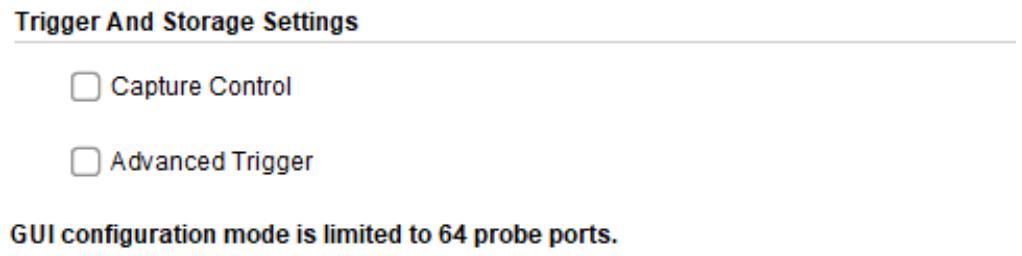 Trigger And Storage Settings
Capture Control
Advanced Trigger
GUI configuration mode is limited to 64 probe ports.